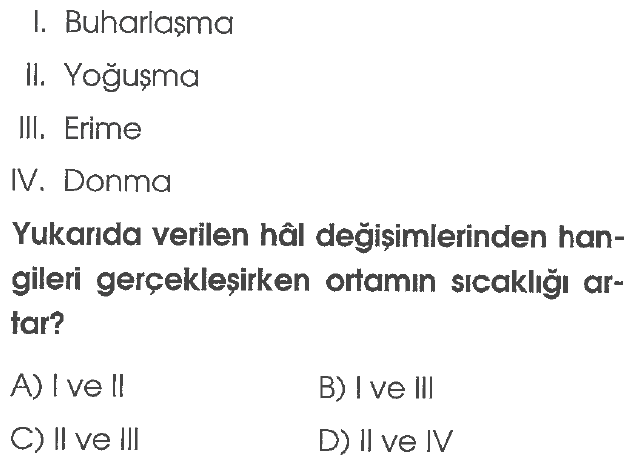 I. Buharlaşma
II. Yoğuşma
III. Erime
IV. Donma
Yukarıda verilen hâl değişimlerinden han-
gileri gerçekleşirken ortamın sıcaklığı ar-
tar?
A) I ve II B) I ve III
C) II ve III D) II ve IV